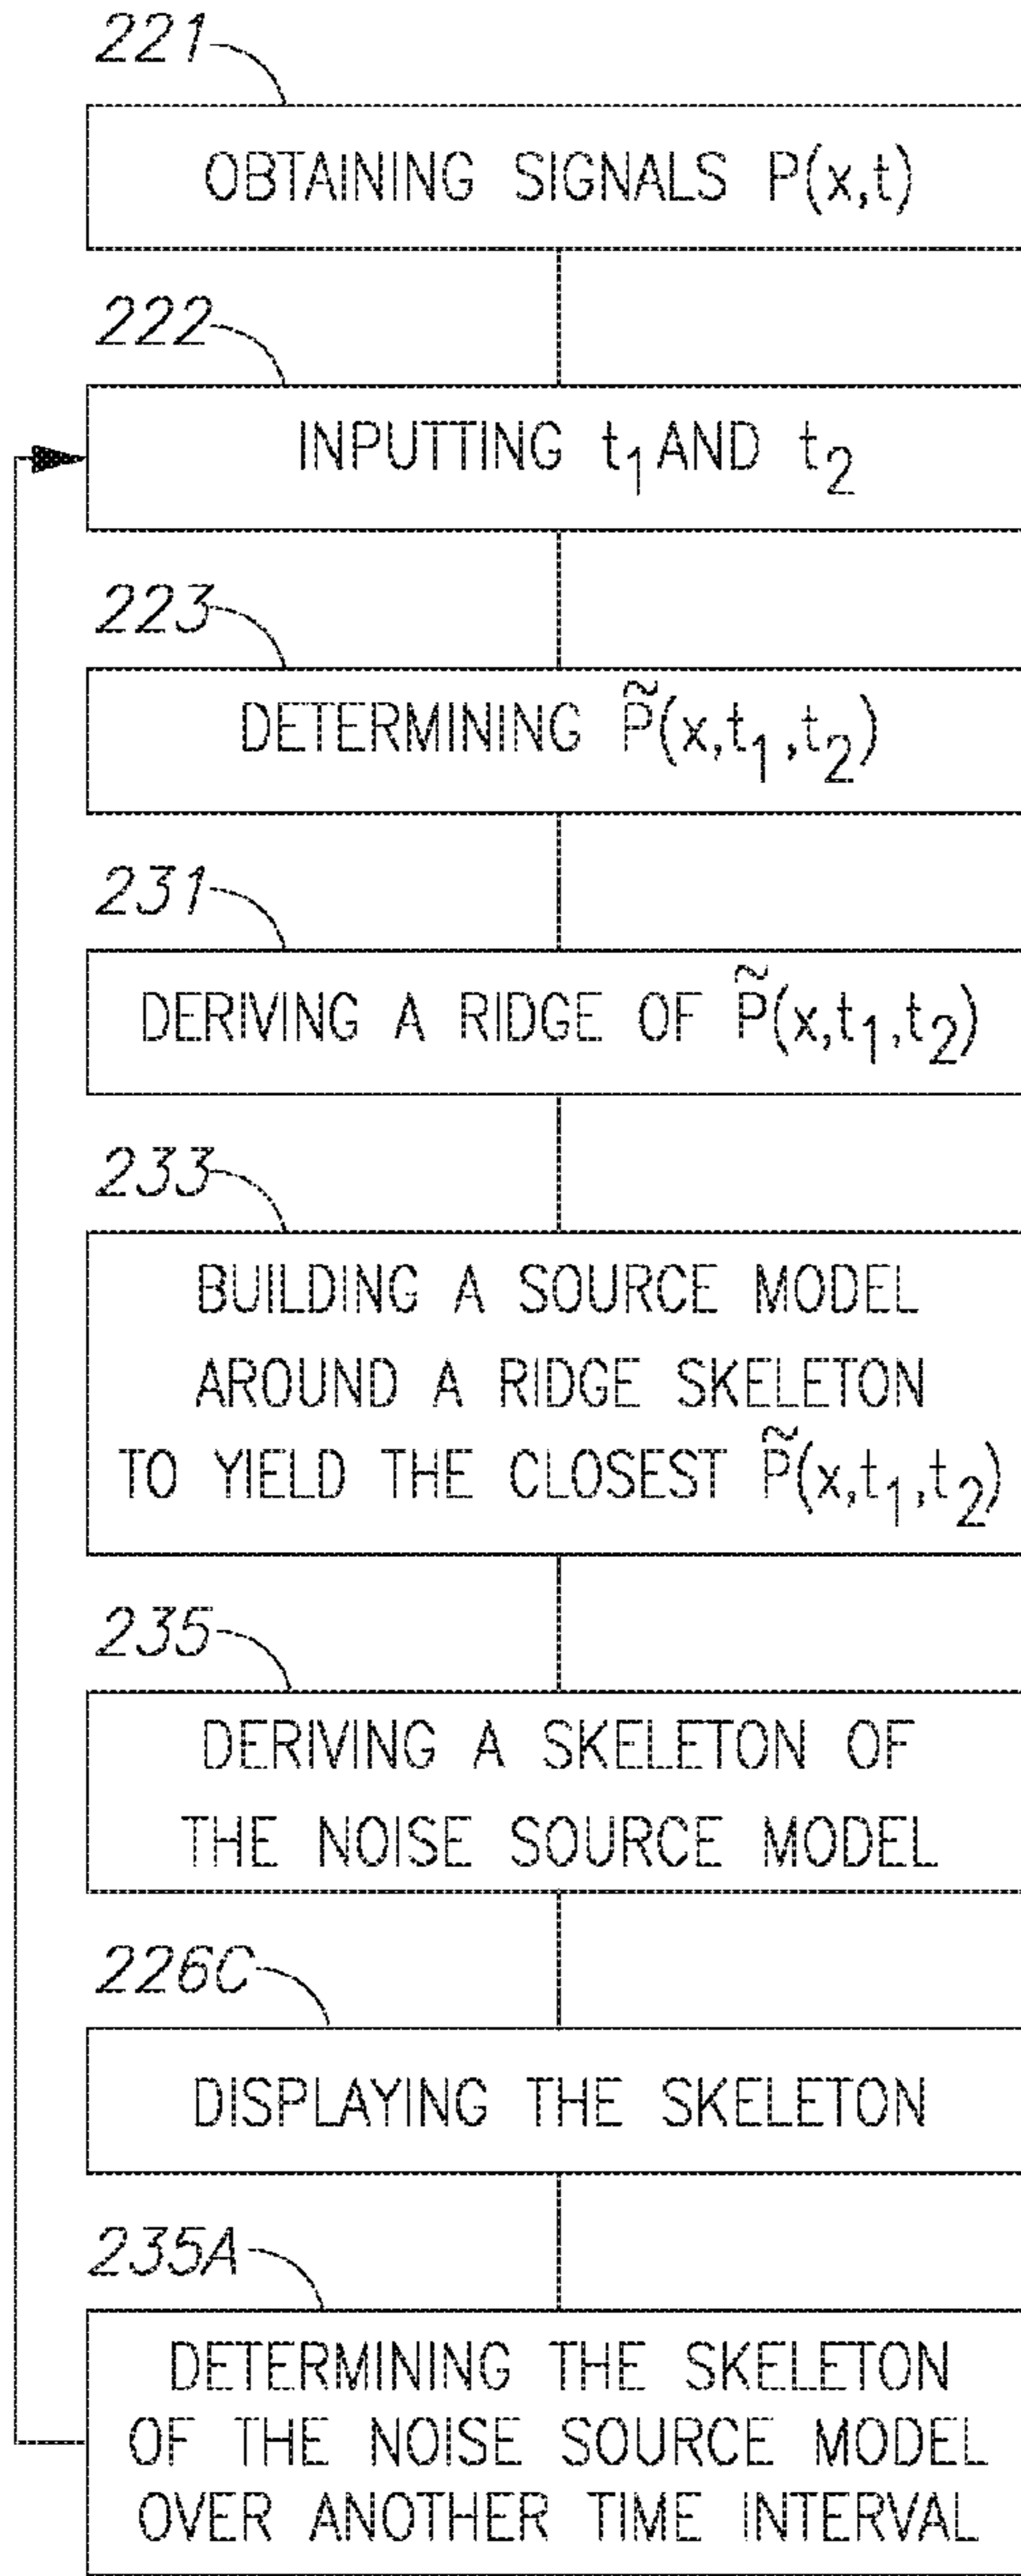 221
OBTAINING SIGNALS P(x,t)
222
INPUTTING t₁ AND t₂
223
DETERMINING P̃(x,t₁,t₂)
231
DERIVING A RIDGE OF P̃(x,t₁,t₂)
233
BUILDING A SOURCE MODEL
AROUND A RIDGE SKELETON
TO YIELD THE CLOSEST P̃(x,t₁,t₂)
235
DERIVING A SKELETON OF
THE NOISE SOURCE MODEL
226C
DISPLAYING THE SKELETON
235A
DETERMINING THE SKELETON
OF THE NOISE SOURCE MODEL
OVER ANOTHER TIME INTERVAL